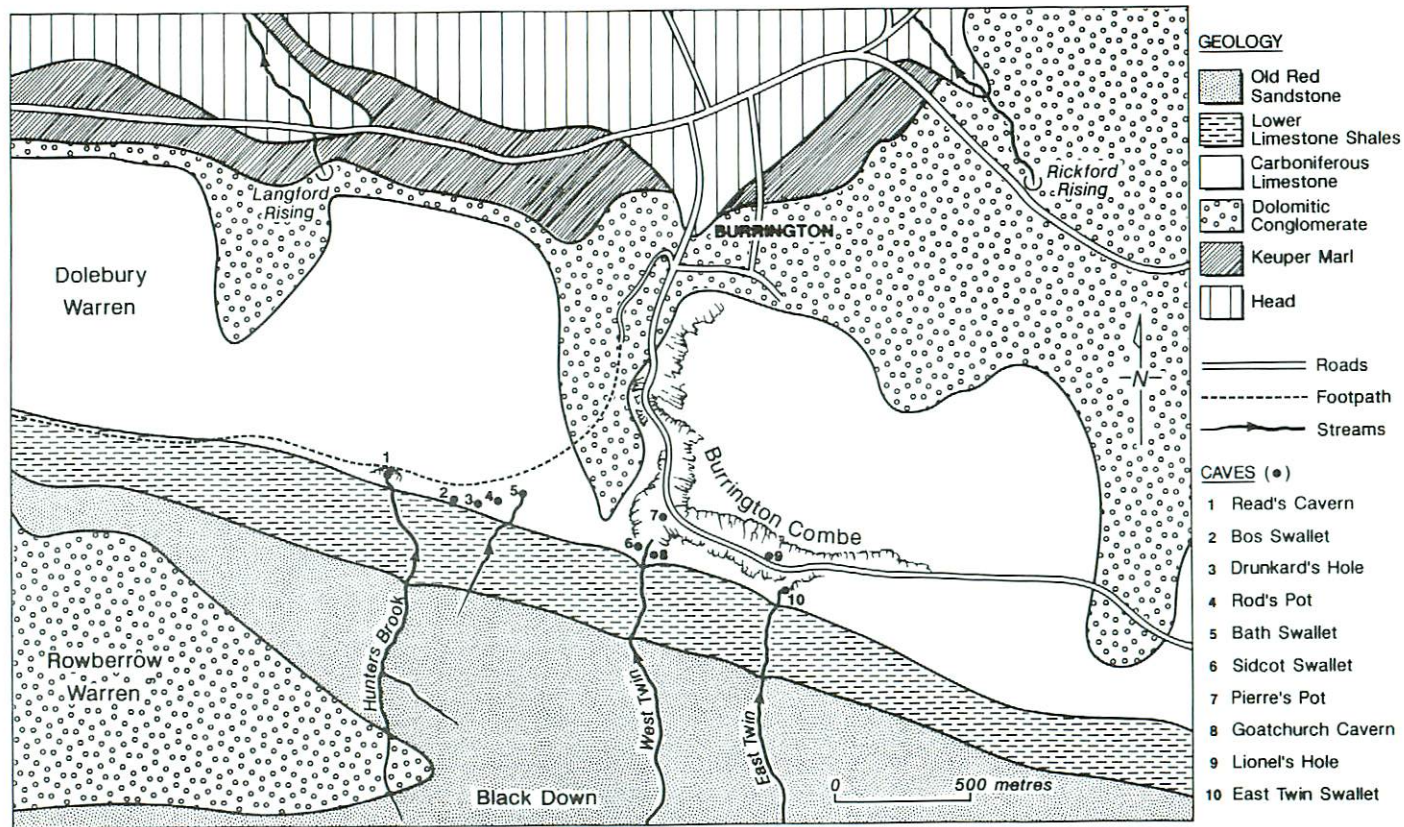 Langford
Rising
Rickford
Rising
BURRINGTON
Dolebury
Warren
Burrington Combe
1
2
3
4
5
6
7
8
9
10
N
Rowberrow
Warren
Hunters Brook
West Twin
East Twin
Black Down
0 500 metres
GEOLOGY
Old Red
Sandstone
Lower
Limestone Shales
Carboniferous
Limestone
Dolomitic
Conglomerate
Keuper Marl
Head
Roads
Footpath
Streams
CAVES ( )
1 Read's Cavern
2 Bos Swallet
3 Drunkard's Hole
4 Rod's Pot
5 Bath Swallet
6 Sidcot Swallet
7 Pierre's Pot
8 Goatchurch Cavern
9 Lionel's Hole
10 East Twin Swallet